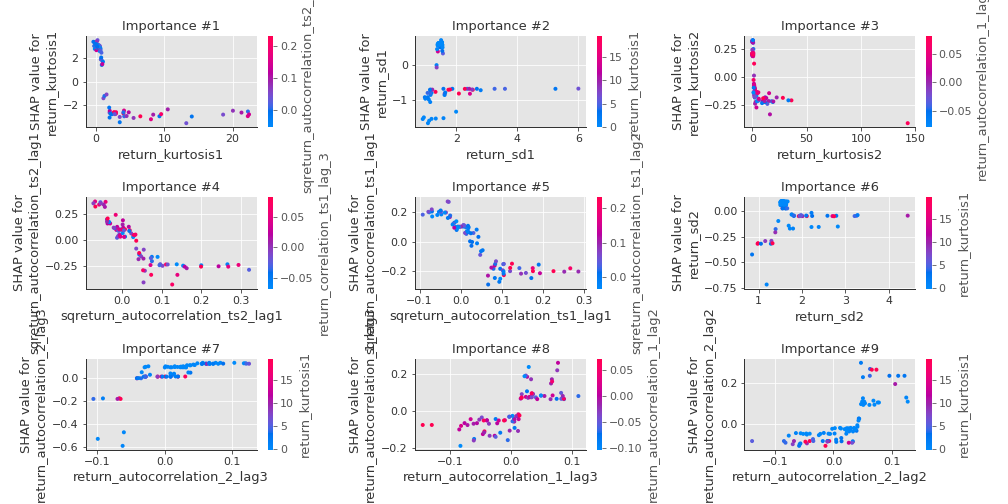 Importance #1
SHAP value for
return_kurtosis1
2
0
−2
0
10
20
return_kurtosis1
0.2
0.1
0.0
Importance #2
SHAP value for
return_sd1
0
−1
2
4
6
return_sd1
15
10
5
0
return_kurtosis1
Importance #3
SHAP value for
return_kurtosis2
0.25
0.00
−0.25
0
50
100
150
return_kurtosis2
0.05
0.00
−0.05
Importance #4
SHAP value for
sqreturn_autocorrelation_ts2_lag1
0.25
0.00
−0.25
0.0
0.1
0.2
0.3
sqreturn_autocorrelation_ts2_lag1
0.05
0.00
−0.05
return_correlation_ts1_lag_3
Importance #5
SHAP value for
sqreturn_autocorrelation_ts1_lag1
0.2
0.0
−0.2
−0.1
0.0
0.1
0.2
0.3
sqreturn_autocorrelation_ts1_lag1
0.2
0.1
0.0
Importance #6
SHAP value for
return_sd2
0.00
−0.25
−0.50
−0.75
1
2
3
4
return_sd2
15
10
5
0
return_kurtosis1
Importance #7
SHAP value for
return_autocorrelation_2_lag3
0.0
−0.2
−0.4
−0.6
−0.1
0.0
0.1
return_autocorrelation_2_lag3
15
10
5
0
return_kurtosis1
Importance #8
SHAP value for
return_autocorrelation_1_lag3
0.2
0.0
−0.2
−0.1
0.0
0.1
return_autocorrelation_1_lag3
0.05
0.00
−0.05
−0.10
return_autocorrelation_1_lag2
Importance #9
SHAP value for
return_autocorrelation_2_lag2
0.2
0.0
−0.1
0.0
0.1
return_autocorrelation_2_lag2
15
10
5
0
return_kurtosis1